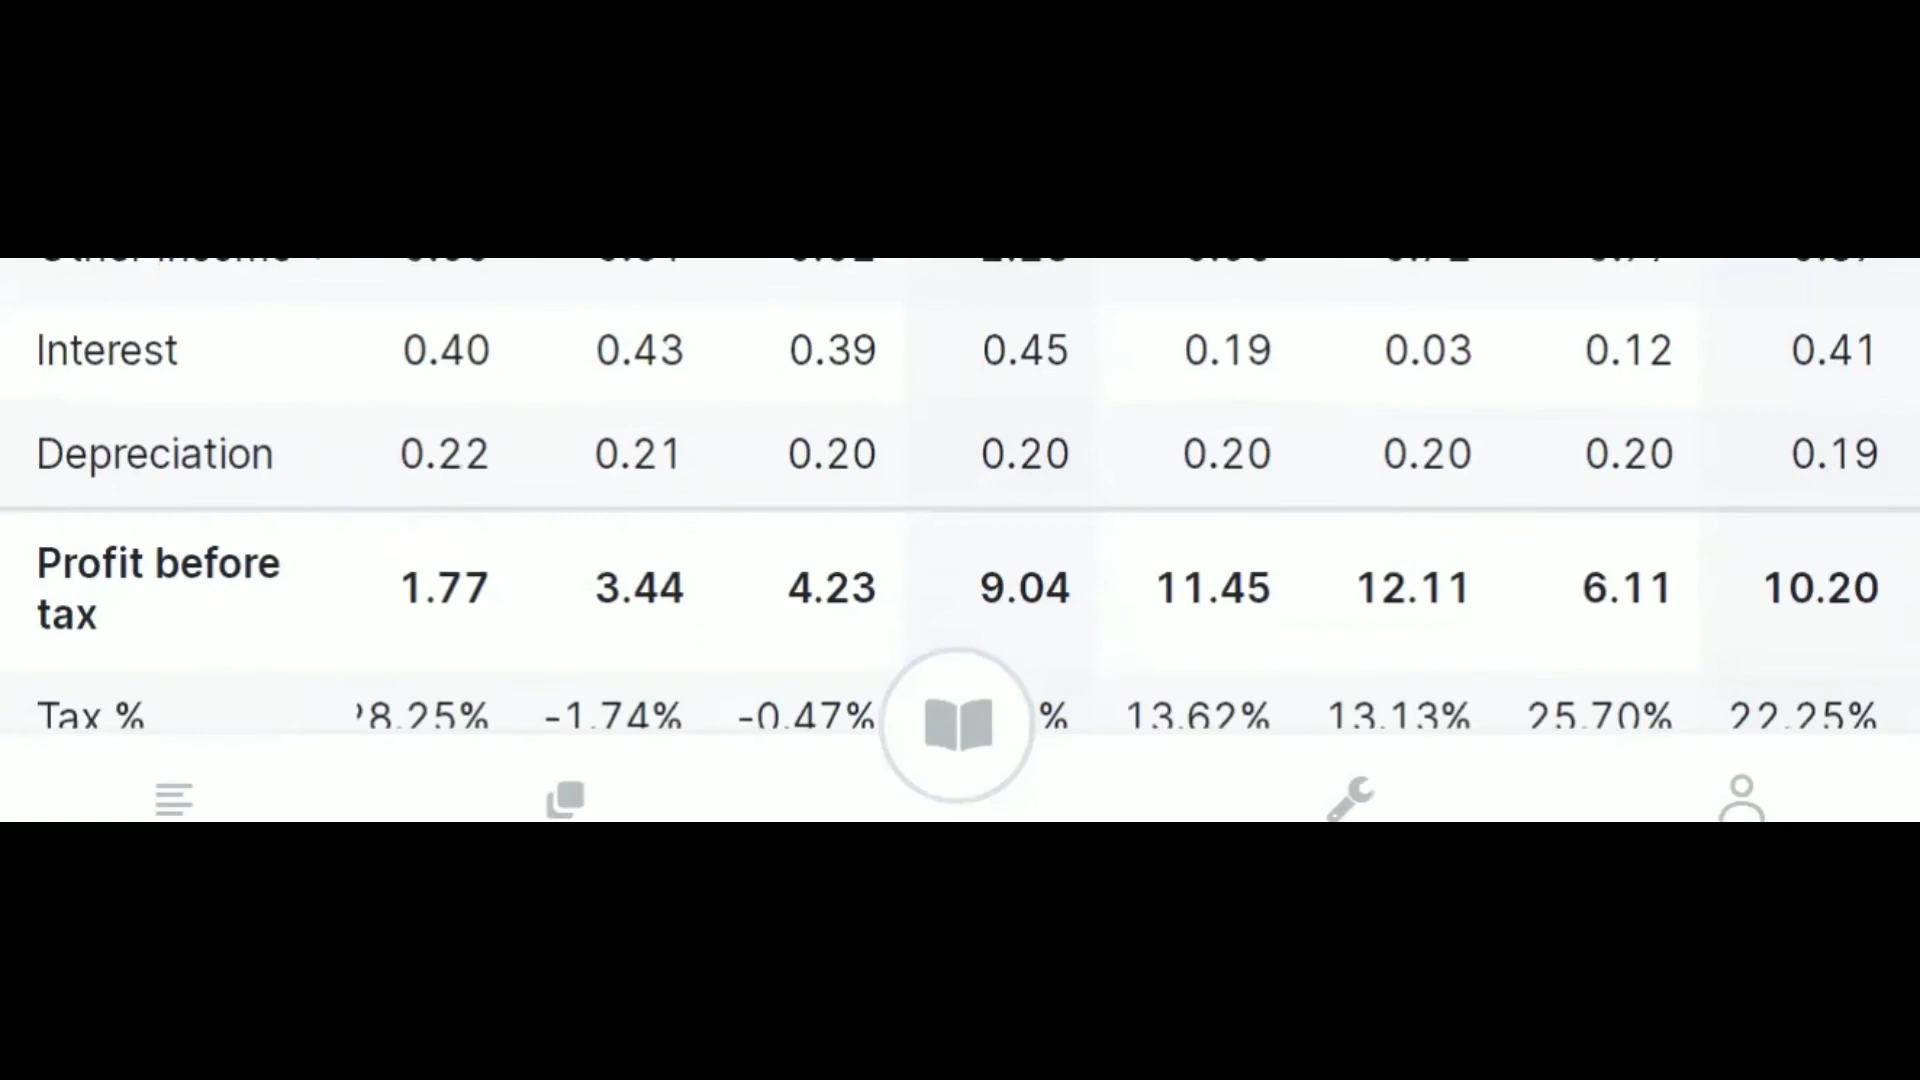 Interest 0.40 0.43 0.39 0.45 0.19 0.03 0.12 0.41
Depreciation 0.22 0.21 0.20 0.20 0.20 0.20 0.20 0.19
Profit before
tax 1.77 3.44 4.23 9.04 11.45 12.11 6.11 10.20
Tax % 8.25% -1.74% -0.47% % 13.62% 13.13% 25.70% 22.25%